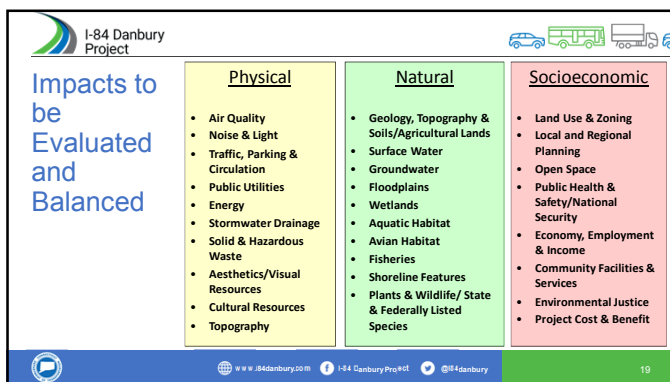 I-84 Danbury
Project
Impacts to
be
Evaluated
and
Balanced
Physical
• Air Quality
• Noise & Light
• Traffic, Parking &
Circulation
• Public Utilities
• Energy
• Stormwater Drainage
• Solid & Hazardous
Waste
• Aesthetics/Visual
Resources
• Cultural Resources
• Topography
Natural
• Geology, Topography &
Soils/Agricultural Lands
• Surface Water
• Groundwater
• Floodplains
• Wetlands
• Aquatic Habitat
• Avian Habitat
• Fisheries
• Shoreline Features
• Plants & Wildlife/ State
& Federally Listed
Species
Socioeconomic
• Land Use & Zoning
• Local and Regional
Planning
• Open Space
• Public Health &
Safety/National
Security
• Economy, Employment
& Income
• Community Facilities &
Services
• Environmental Justice
• Project Cost & Benefit
www.i84danbury.com
I-84 Danbury Project
@i84danbury
19